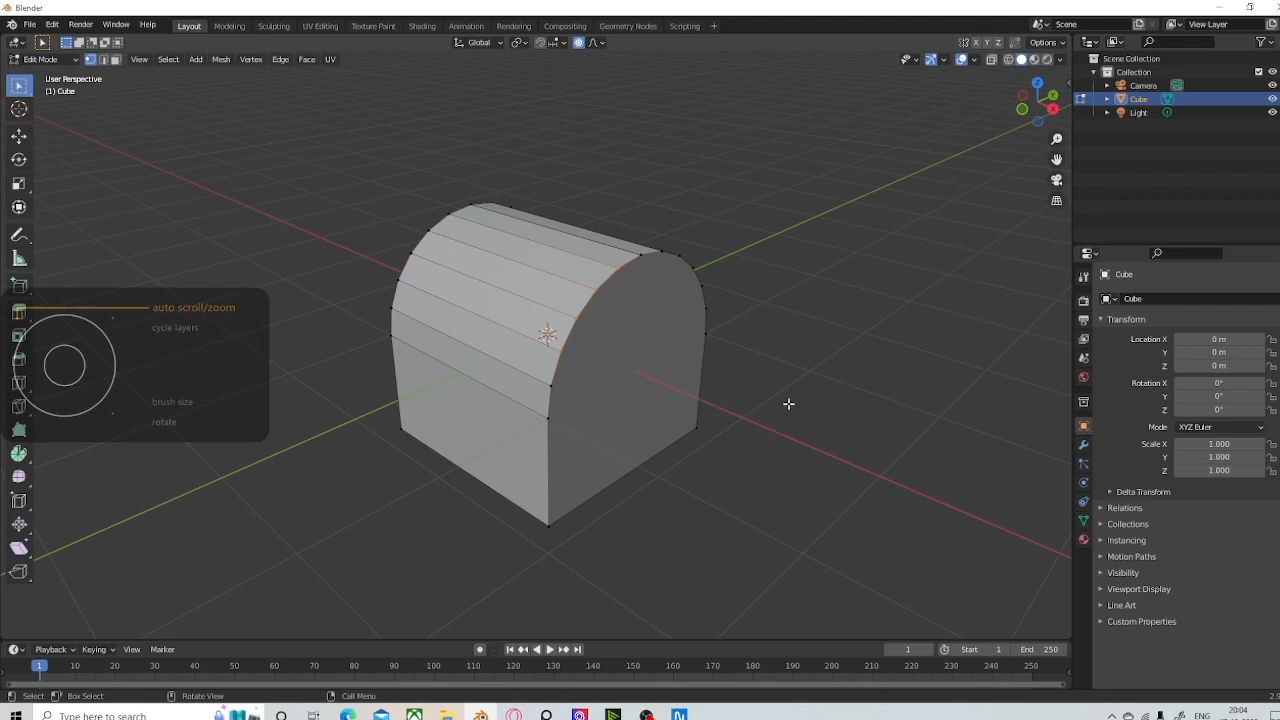 Blender
File Edit Render Window Help Layout Modeling Sculpting UV Editing Texture Paint Shading Animation Rendering Compositing Geometry Nodes Scripting + Scene View Layer
Global X Y Z Options
Edit Mode View Select Add Mesh Vertex Edge Face UV
User Perspective
(1) Cube
Z
Y
X
Scene Collection
Collection
Camera
Cube
Light
Cube
Cube
Transform
Location X 0 m
Y 0 m
Z 0 m
Rotation X 0°
Y 0°
Z 0°
Mode XYZ Euler
Scale X 1.000
Y 1.000
Z 1.000
Delta Transform
Relations
Collections
Instancing
Motion Paths
Visibility
Viewport Display
Line Art
Custom Properties
auto scroll/zoom
cycle layers
brush size
rotate
Playback Keying View Marker 1 Start 1 End 250
1 10 20 30 40 50 60 70 80 90 100 110 120 130 140 150 160 170 180 190 200 210 220 230 240 250
Select Box Select Rotate View Call Menu 2.9
Type here to search ENG 20:04